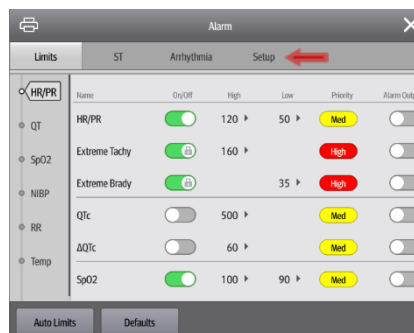 Alarm
Limits ST Arrhythmia Setup
HR/PR Name On/Off High Low Priority Alarm Outp
HR/PR 120 50 Med
QT
Extreme Tachy 160 High
SpO2
Extreme Brady 35 High
NIBP
QTc 500 Med
RR
ΔQTc 60 Med
Temp
SpO2 100 90 Med
Auto Limits Defaults